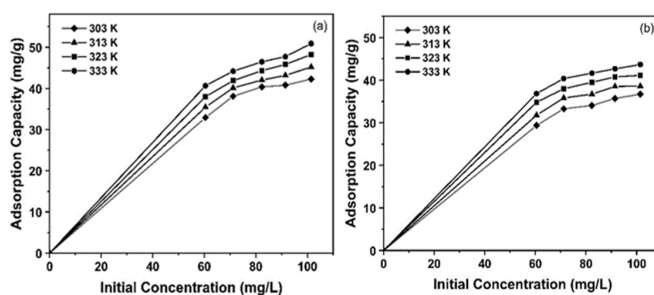 (a)
303 K
313 K
323 K
333 K
Adsorption Capacity (mg/g)
50
40
30
20
10
0
0 20 40 60 80 100
Initial Concentration (mg/L)
(b)
303 K
313 K
323 K
333 K
Adsorption Capacity (mg/g)
50
40
30
20
10
0
0 20 40 60 80 100
Initial Concentration (mg/L)